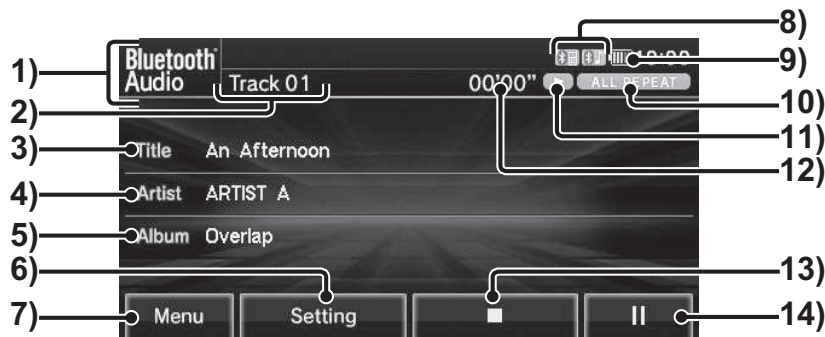 8)
Bluetooth
Audio
1)
9)
Track 01 00'00" ALL REPEAT
10)
2)
11)
12)
3) Title An Afternoon
4) Artist ARTIST A
5) Album Overlap
6)
13)
7) Menu Setting ■ II
14)